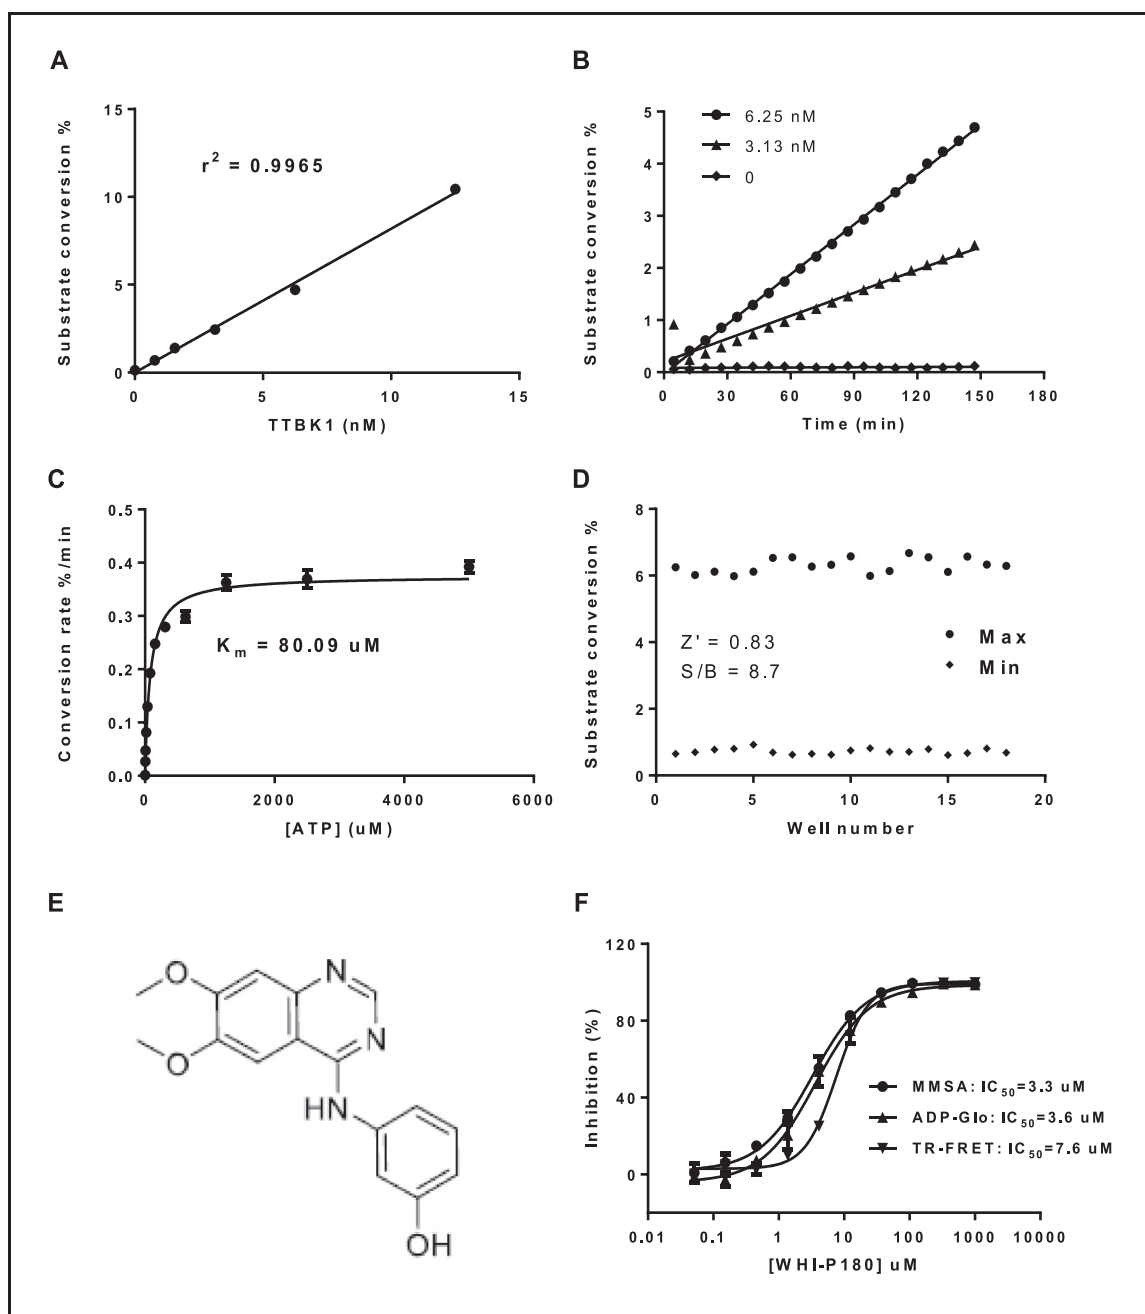 A
Substrate conversion %
15
10
5
0
r² = 0.9965
0 5 10 15
TTBK1 (nM)
B
Substrate conversion %
5
4
3
2
1
0
6.25 nM
3.13 nM
0
0 30 60 90 120 150 180
Time (min)
C
Conversion rate %/min
0.5
0.4
0.3
0.2
0.1
0.0
Km = 80.09 uM
0 2000 4000 6000
[ATP] (uM)
D
Substrate conversion %
8
6
4
2
0
Z' = 0.83
S/B = 8.7
Max
Min
0 5 10 15 20
Well number
E
O
O
N
N
HN
OH
F
Inhibition (%)
120
80
40
0
MMSA: IC50=3.3 uM
ADP-Glo: IC50=3.6 uM
TR-FRET: IC50=7.6 uM
0.01 0.1 1 10 100 1000 10000
[WHI-P180] uM